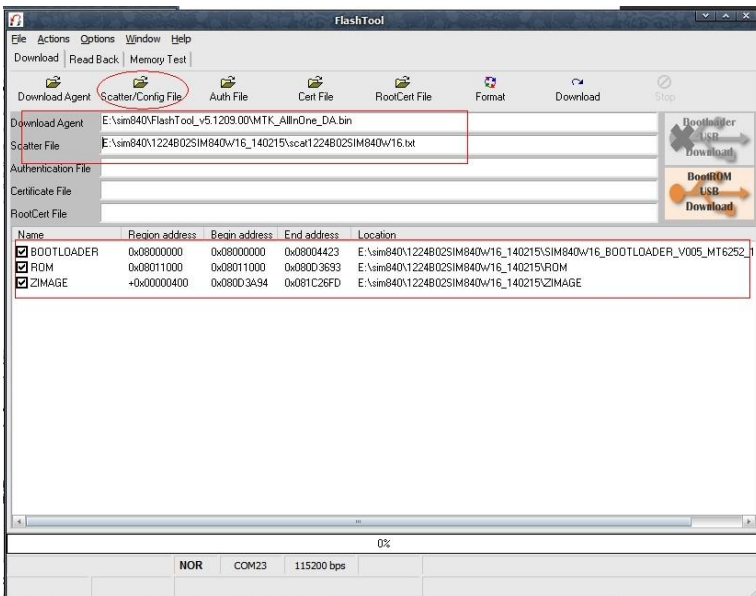 FlashTool
File Actions Options Window Help
Download Read Back Memory Test
Download Agent Scatter/Config File Auth File Cert File RootCert File Format Download Stop
Download Agent E:\sim840\FlashTool_v5.1209.00\MTK_AllInOne_DA.bin
Scatter File E:\sim840\1224B02SIM840W16_140215\scat1224B02SIM840W16.txt
Authentication File
Certificate File
RootCert File
Bootloader
USB
Download
BootROM
USB
Download
Name Region address Begin address End address Location
BOOTLOADER 0x08000000 0x08000000 0x08004423 E:\sim840\1224B02SIM840W16_140215\SIM840W16_BOOTLOADER_V005_MT6252_1
ROM 0x08011000 0x08011000 0x080D3693 E:\sim840\1224B02SIM840W16_140215\ROM
ZIMAGE +0x00000400 0x080D3A94 0x081C26FD E:\sim840\1224B02SIM840W16_140215\ZIMAGE
0%
NOR COM23 115200 bps